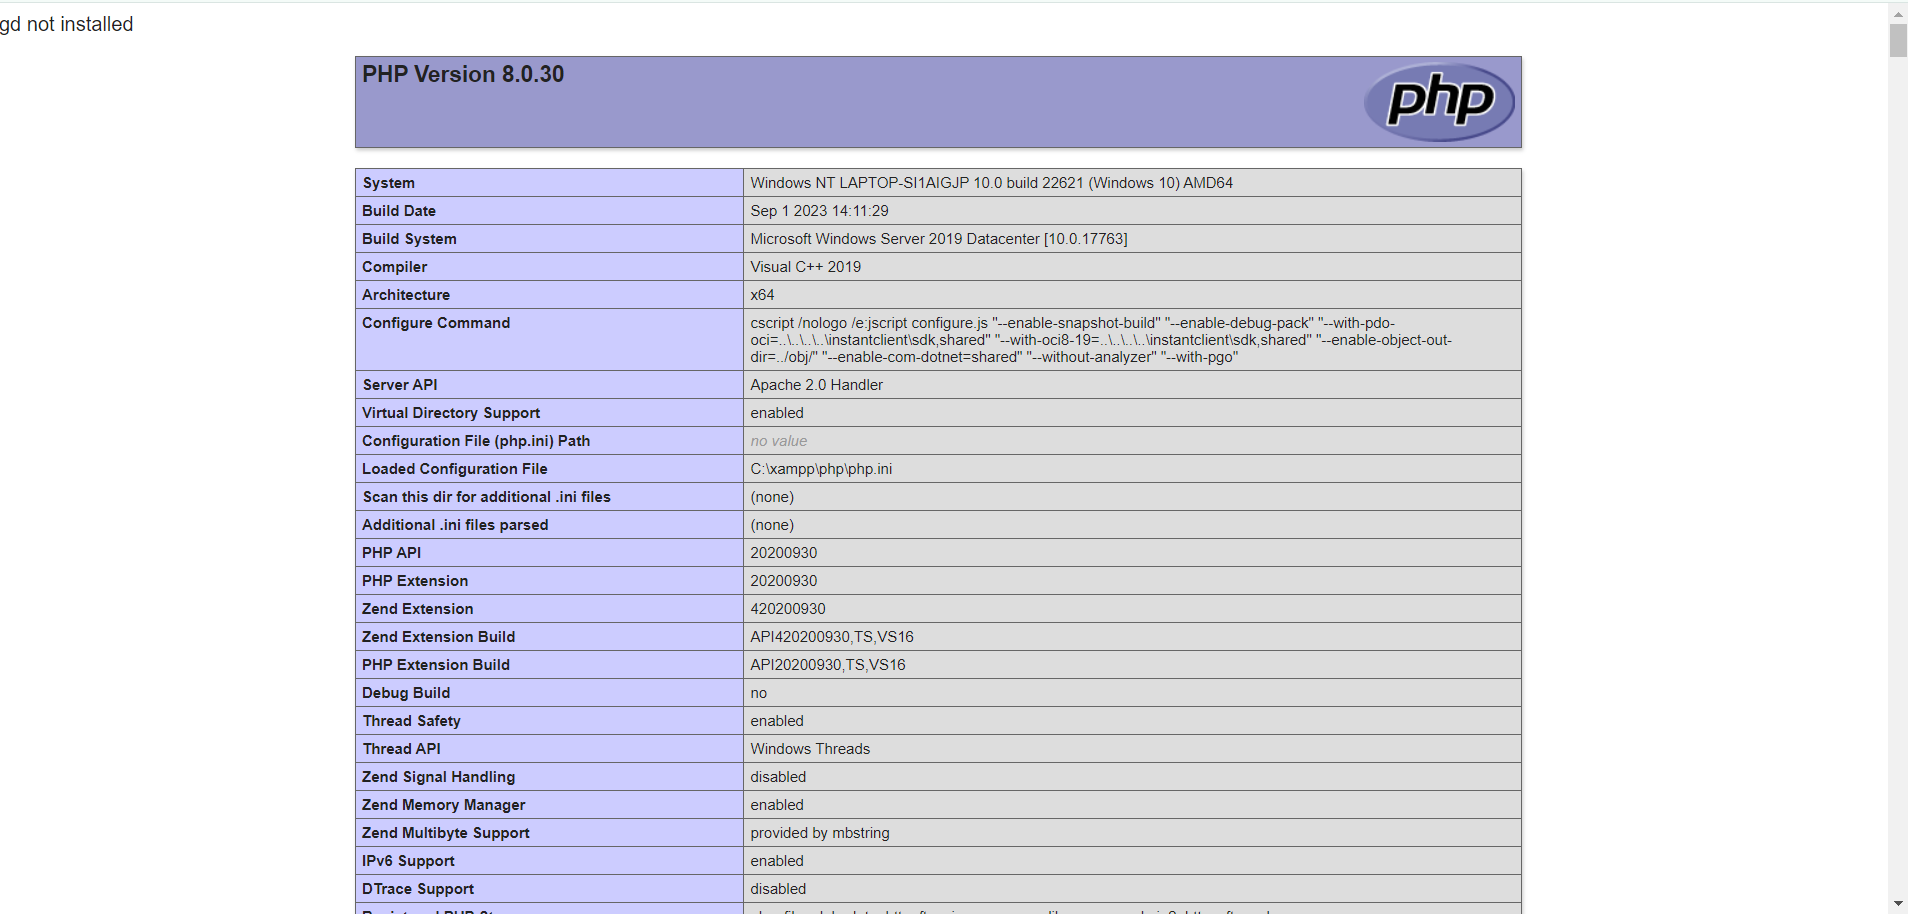 gd not installed
PHP Version 8.0.30
php
System Windows NT LAPTOP-SI1AIGJP 10.0 build 22621 (Windows 10) AMD64
Build Date Sep 1 2023 14:11:29
Build System Microsoft Windows Server 2019 Datacenter [10.0.17763]
Compiler Visual C++ 2019
Architecture x64
Configure Command cscript /nologo /e:jscript configure.js "--enable-snapshot-build" "--enable-debug-pack" "--with-pdo-
oci=..\..\..\..\instantclient\sdk,shared" "--with-oci8-19=..\..\..\..\instantclient\sdk,shared" "--enable-object-out-
dir=../obj/" "--enable-com-dotnet=shared" "--without-analyzer" "--with-pgo"
Server API Apache 2.0 Handler
Virtual Directory Support enabled
Configuration File (php.ini) Path no value
Loaded Configuration File C:\xampp\php\php.ini
Scan this dir for additional .ini files (none)
Additional .ini files parsed (none)
PHP API 20200930
PHP Extension 20200930
Zend Extension 420200930
Zend Extension Build API420200930,TS,VS16
PHP Extension Build API20200930,TS,VS16
Debug Build no
Thread Safety enabled
Thread API Windows Threads
Zend Signal Handling disabled
Zend Memory Manager enabled
Zend Multibyte Support provided by mbstring
IPv6 Support enabled
DTrace Support disabled